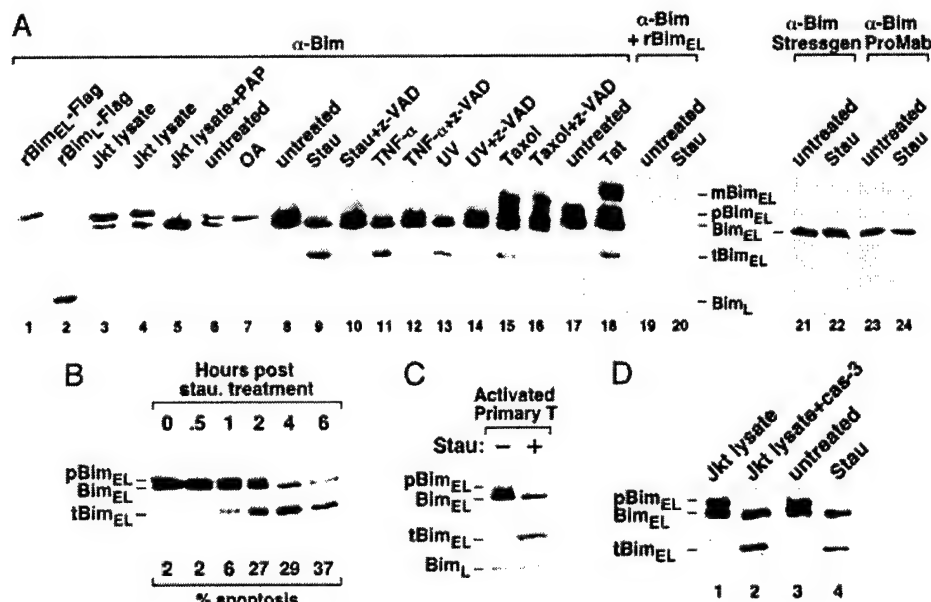 A
α-Bim
α-Bim
+ rBimEL
α-Bim
Stressgen
α-Bim
ProMab
rBimEL-Flag
rBimL-Flag
Jkt lysate
Jkt lysate
Jkt lysate+PAP
untreated
OA
untreated
Stau
Stau+z-VAD
TNF-α
TNF-α+z-VAD
UV
UV+z-VAD
Taxol
Taxol+z-VAD
untreated
Tat
untreated
Stau
untreated
Stau
untreated
Stau
mBimEL
pBimEL
BimEL
tBimEL
BimL
1 2 3 4 5 6 7 8 9 10 11 12 13 14 15 16 17 18 19 20 21 22 23 24
B
Hours post
stau. treatment
0 .5 1 2 4 6
pBimEL
BimEL
tBimEL
2 2 6 27 29 37
% apoptosis
C
Activated
Primary T
Stau: − +
pBimEL
BimEL
tBimEL
BimL
D
Jkt lysate
Jkt lysate+cas-3
untreated
Stau
pBimEL
BimEL
tBimEL
1 2 3 4